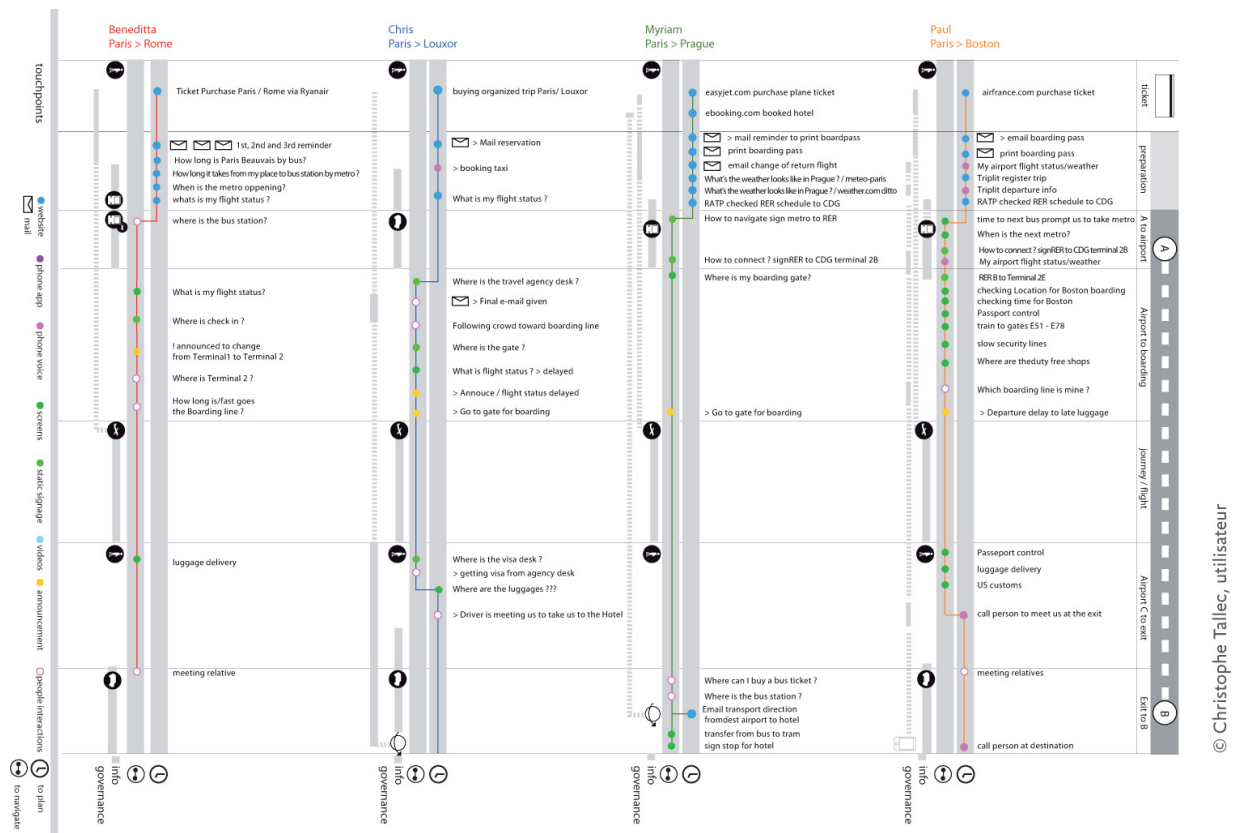 Beneditta
Paris > Rome
Chris
Paris > Louxor
Myriam
Paris > Prague
Paul
Paris > Boston
touchpoints
Ticket Purchase Paris / Rome via Ryanair
1st, 2nd and 3rd reminder
How long is Paris Beauvais by bus?
How long it takes from my place to bus station by metro ?
When is the metro oppening?
whats is my flight status ?
where is the bus station?
What is my flight status?
Where is check in ?
! announced to change
from Terminal1 to Terminal 2
Where is Terminal 2 ?
How long is/fast goes
the Boarding line ?
luggage delivery
meeting relative
buying organized trip Paris/ Louxor
> Mail reservation
> booking taxi
What is my flight status ?
Where is the travel agency desk ?
> Final e-mail given
Following crowd toward boarding line
Where is the gate ?
What is flight status ? > delayed
> Annouce / flight status delayed
> Go to gate for boarding
Where is the visa desk ?
> getting visa from agency desk
Where are the luggages ???
> Driver is meeting us to take us to the Hotel
easyjet.com purchase plane ticket
ebooking.com booked hotel
> mail reminder to print boardpass
print boarding pass
email change of return flight
What's the weather looks like in Prague ? / meteo-paris
What's the weather looks like in Prague ? / weather.com ditto
RATP checked RER schedule to CDG
How to navigate sign metro to RER
How to connect ? signRER to CDG terminal 2B
Where is my boarding gate?
> Go to gate for boarding
Where can I buy a bus ticket ?
Where is the bus station ?
Email transport direction
fromdest airport to hotel
transfer from bus to tram
sign stop for hotel
airfrance.com purchase ticket
> email boarding pass
print boarding pass
My airport flight status/weather
Triplit register trip
Triplit departure info
RATP checked RER schedule to CDG
time to next bus prompt us to take metro
When is the next metro?
How to connect ? signRER to CDG terminal 2B
My airport flight status/weather
RER B to Terminal 2E
checking Location for Boston boarding
checking time for Boston
Passport control
train to gates E51 - E78
slow security lines
Where are theduty free shops
Which boarding line is mine ?
> Departure delay to late luggage
Passeport control
luggage delivery
US customs
call person to meet us at the exit
meeting relatives
call person at destination
ticket
preparation
A to airport
Airport to boarding
journey / flight
Airport C to exit
Exit to B
A
B
website
mail
phone app
phone voice
screens
static signage
videos
announcement
people interactions
to plan
to navigate
info
governance
info
governance
info
governance
info
governance
© Christophe Tallec, utilisateur